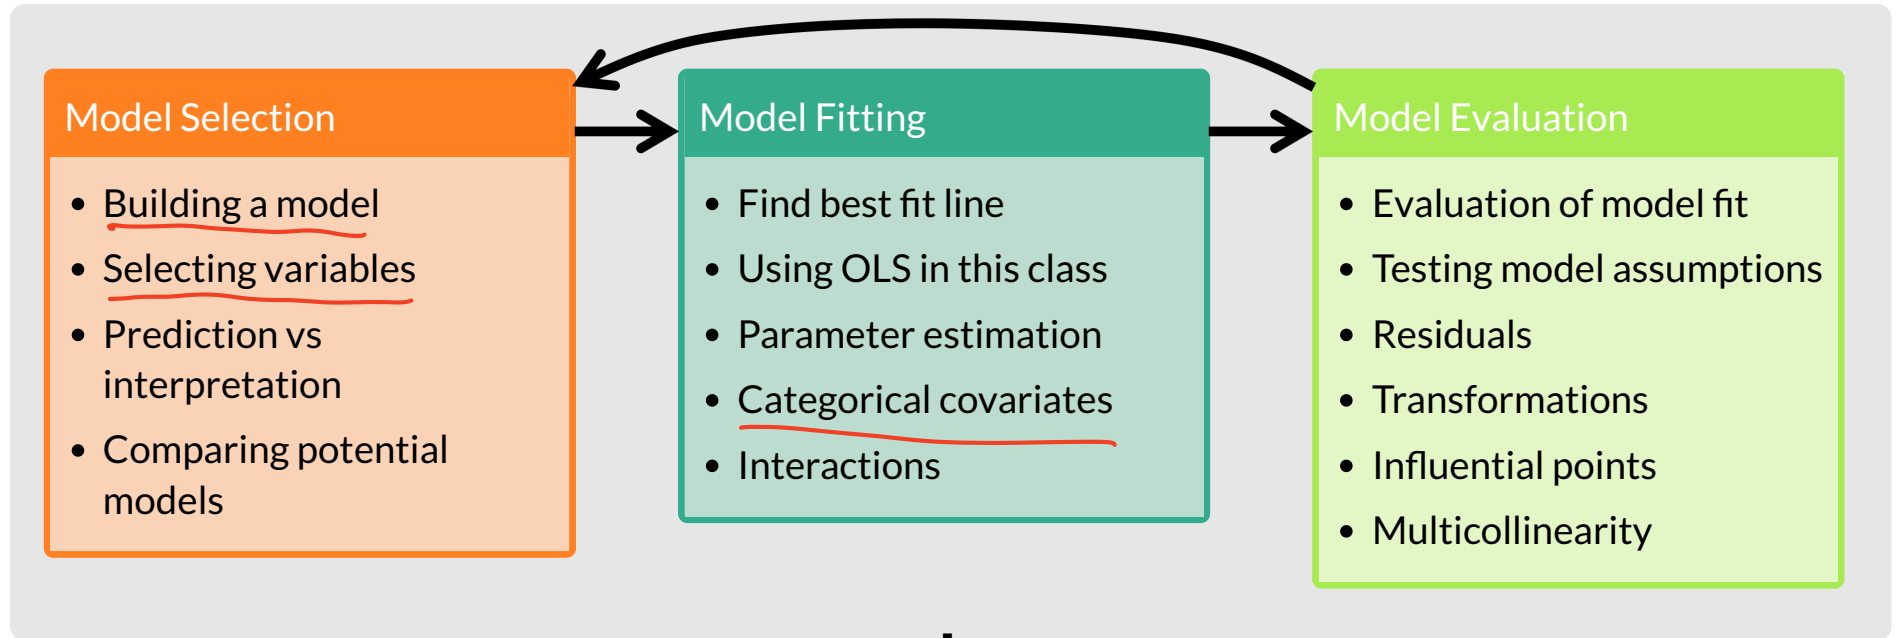 Model Selection
• Building a model
• Selecting variables
• Prediction vs
interpretation
• Comparing potential
models
Model Fitting
• Find best fit line
• Using OLS in this class
• Parameter estimation
• Categorical covariates
• Interactions
Model Evaluation
• Evaluation of model fit
• Testing model assumptions
• Residuals
• Transformations
• Influential points
• Multicollinearity